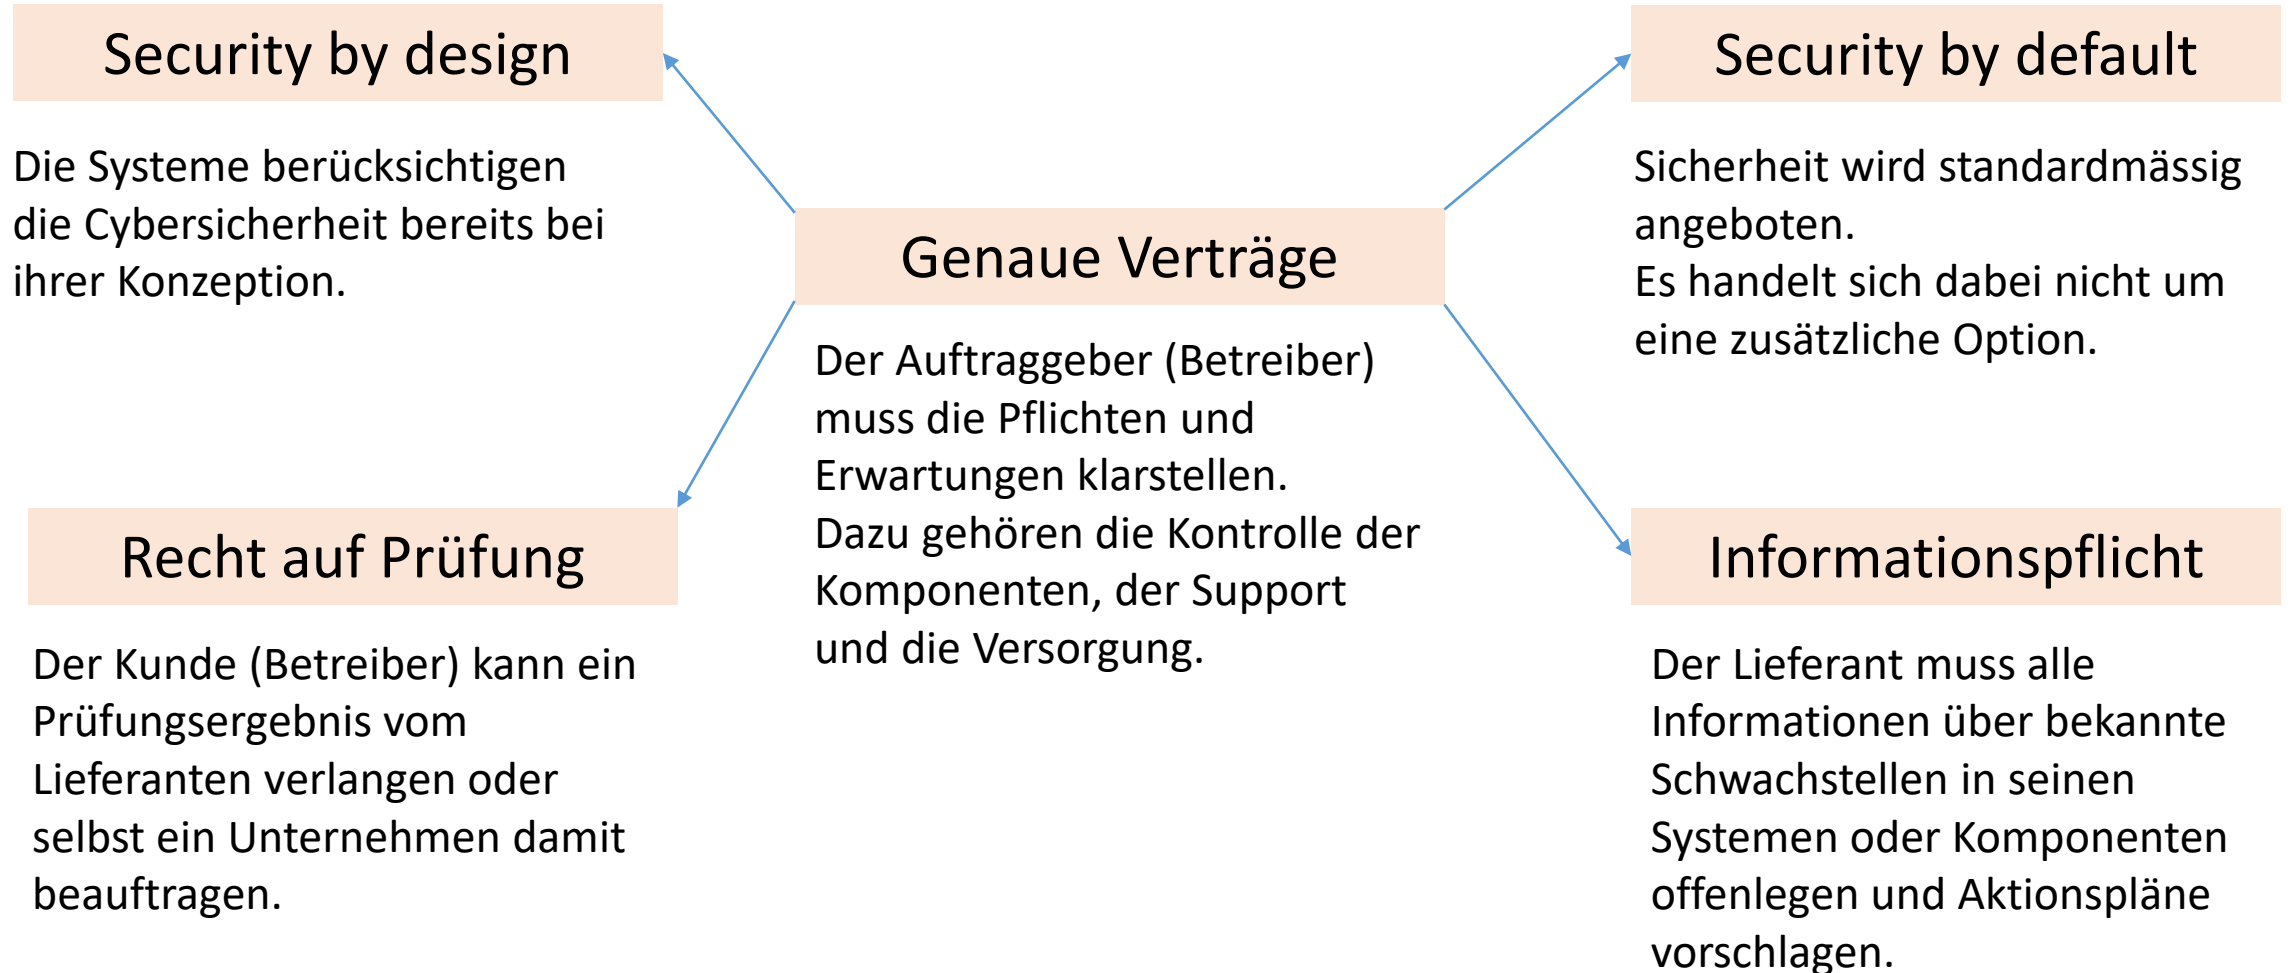 Security by design
Die Systeme berücksichtigen
die Cybersicherheit bereits bei
ihrer Konzeption.
Security by default
Sicherheit wird standardmässig
angeboten.
Es handelt sich dabei nicht um
eine zusätzliche Option.
Genaue Verträge
Der Auftraggeber (Betreiber)
muss die Pflichten und
Erwartungen klarstellen.
Dazu gehören die Kontrolle der
Komponenten, der Support
und die Versorgung.
Recht auf Prüfung
Der Kunde (Betreiber) kann ein
Prüfungsergebnis vom
Lieferanten verlangen oder
selbst ein Unternehmen damit
beauftragen.
Informationspflicht
Der Lieferant muss alle
Informationen über bekannte
Schwachstellen in seinen
Systemen oder Komponenten
offenlegen und Aktionspläne
vorschlagen.